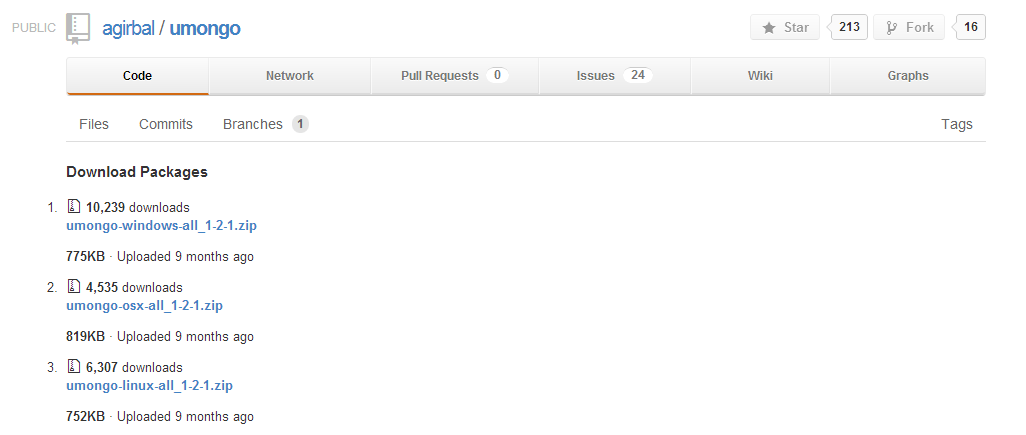 PUBLIC agirbal / umongo Star 213 Fork 16
Code Network Pull Requests 0 Issues 24 Wiki Graphs
Files Commits Branches 1 Tags
Download Packages
1. 10,239 downloads
umongo-windows-all_1-2-1.zip
775KB · Uploaded 9 months ago
2. 4,535 downloads
umongo-osx-all_1-2-1.zip
819KB · Uploaded 9 months ago
3. 6,307 downloads
umongo-linux-all_1-2-1.zip
752KB · Uploaded 9 months ago